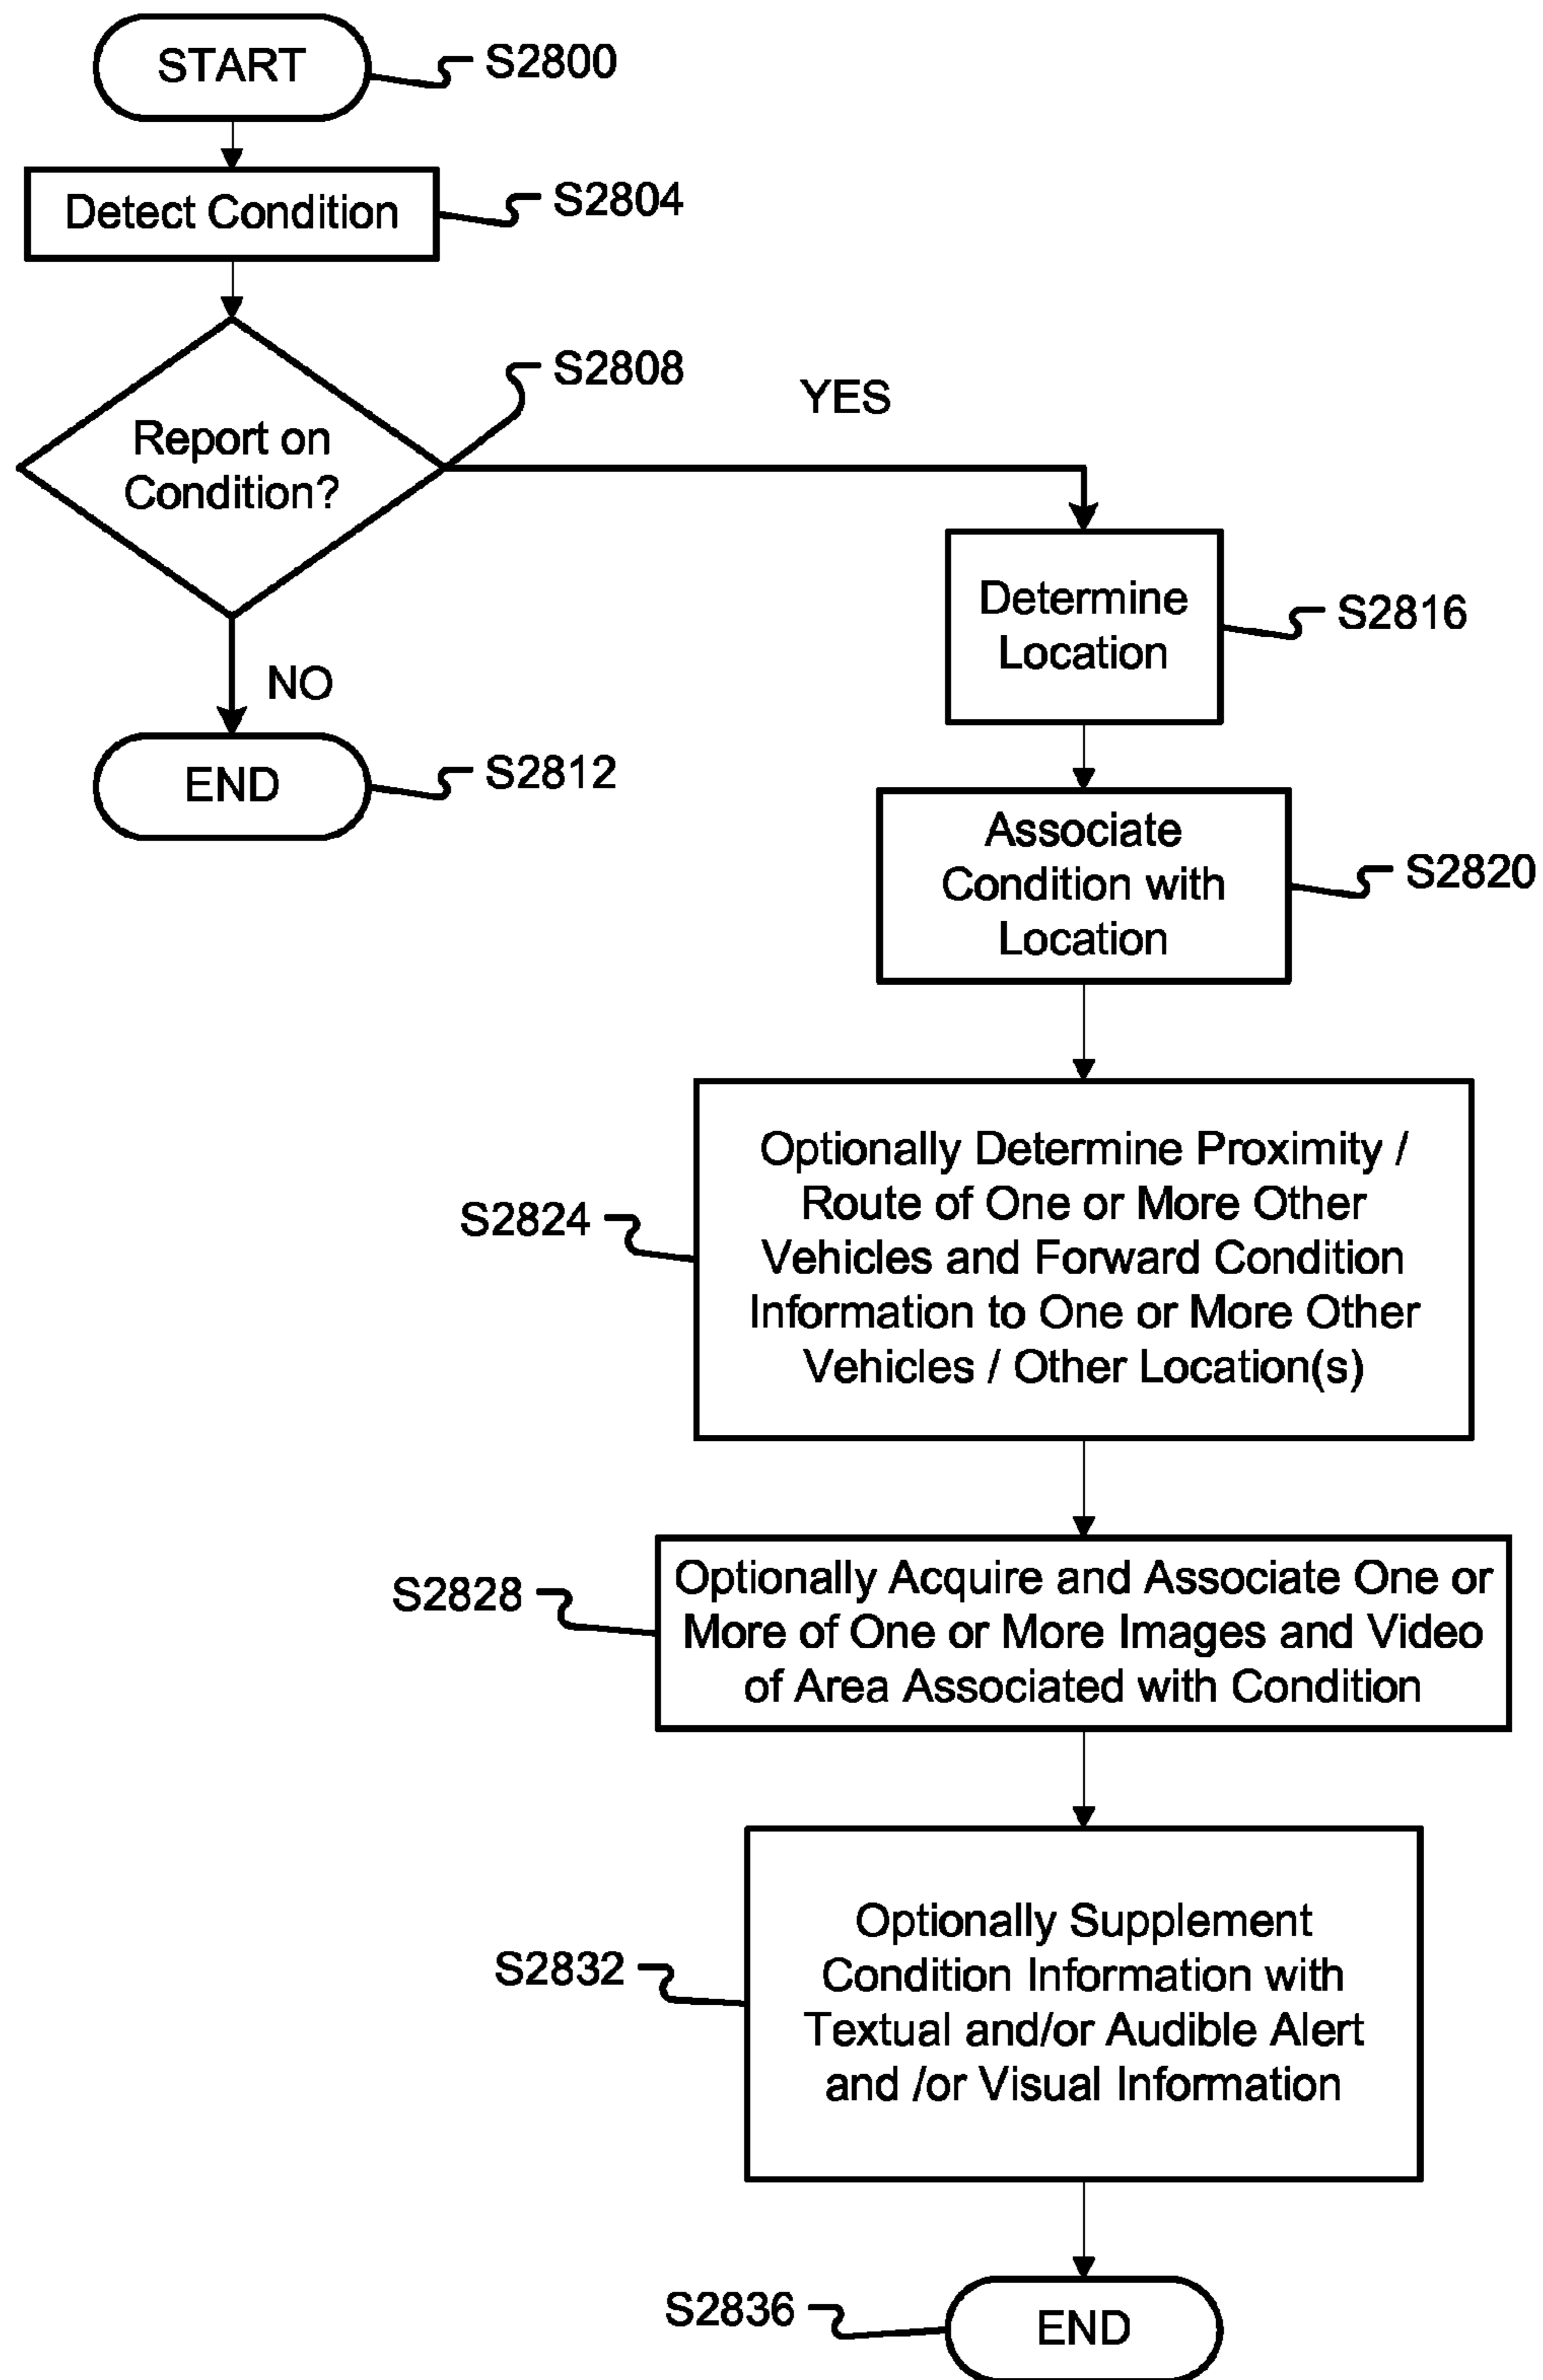 START
S2800
Detect Condition
S2804
S2808
Report on
Condition?
YES
NO
END
S2812
Determine
Location
S2816
Associate
Condition with
Location
S2820
Optionally Determine Proximity /
Route of One or More Other
Vehicles and Forward Condition
Information to One or More Other
Vehicles / Other Location(s)
S2824
Optionally Acquire and Associate One or
More of One or More Images and Video
of Area Associated with Condition
S2828
Optionally Supplement
Condition Information with
Textual and/or Audible Alert
and /or Visual Information
S2832
S2836
END